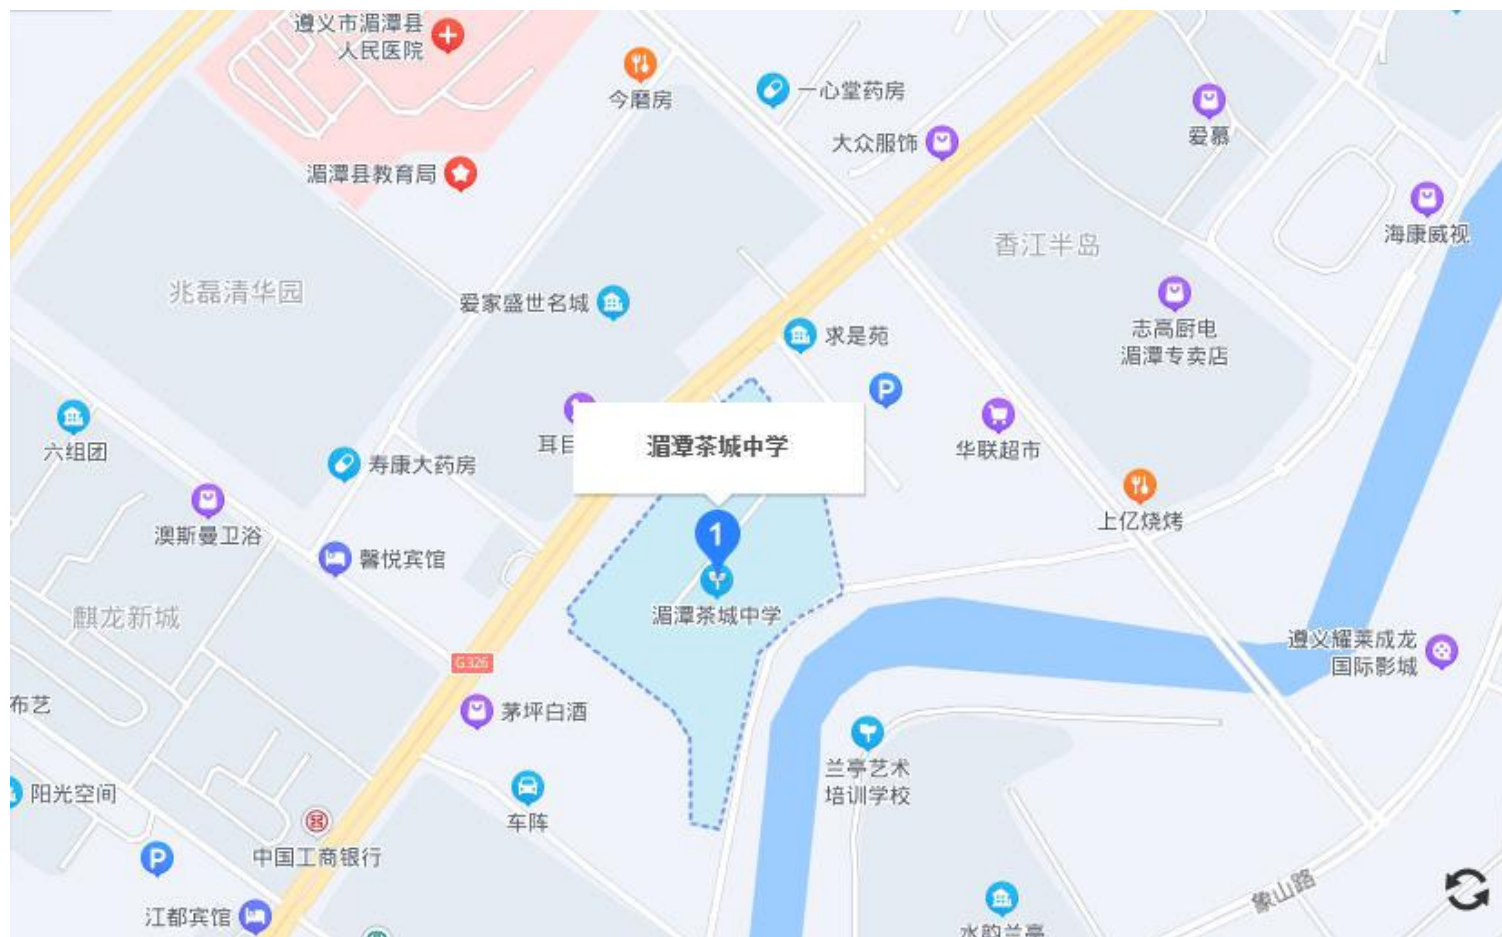 遵义市湄潭县
人民医院
今磨房
一心堂药房
大众服饰
爱慕
湄潭县教育局
海康威视
香江半岛
兆磊清华园
爱家盛世名城
求是苑
志高厨电
湄潭专卖店
六组团
耳目
湄潭茶城中学
华联超市
寿康大药房
上亿烧烤
澳斯曼卫浴
1
馨悦宾馆
麒龙新城
湄潭茶城中学
遵义耀莱成龙
国际影城
G326
布艺
茅坪白酒
兰亭艺术
培训学校
阳光空间
车阵
中国工商银行
P
P
象山路
江都宾馆
水韵兰亭